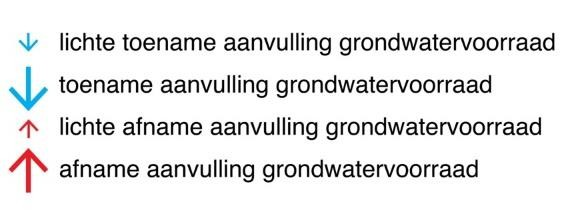 lichte toename aanvulling grondwatervoorraad
toename aanvulling grondwatervoorraad
lichte afname aanvulling grondwatervoorraad
afname aanvulling grondwatervoorraad